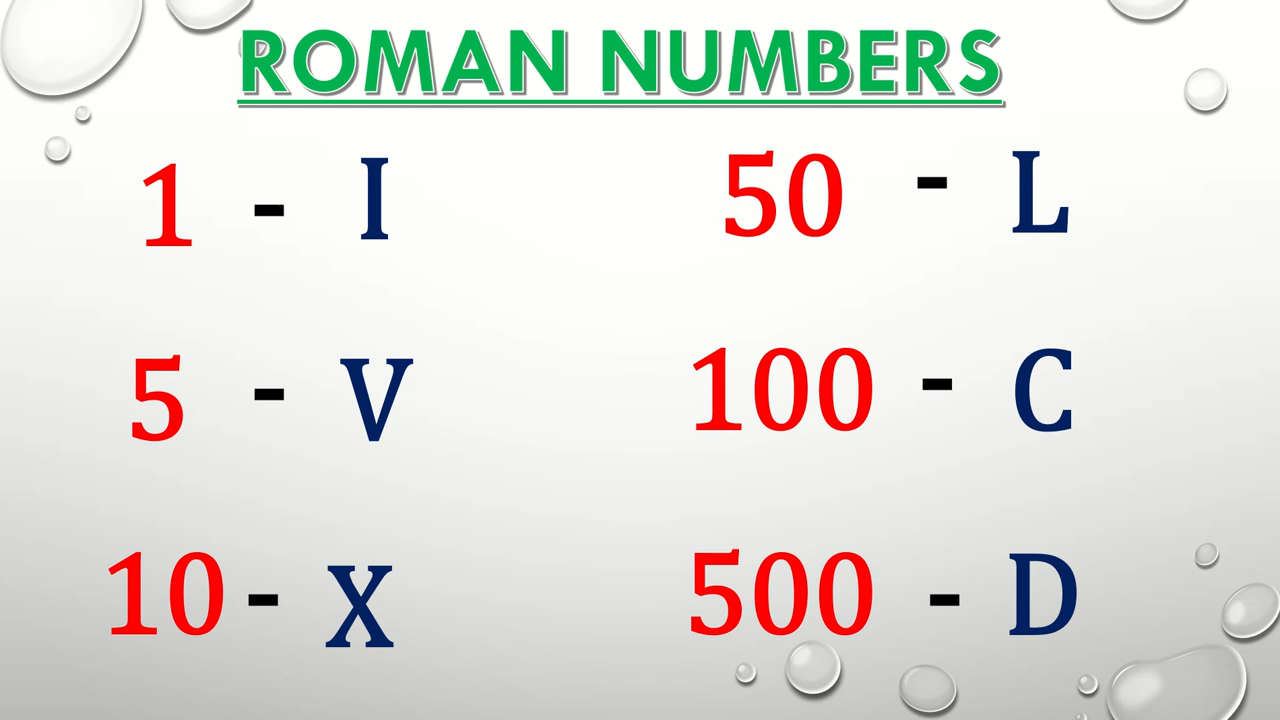 ROMAN NUMBERS
1 - I
50 - L
5 - V
100 - C
10 - X
500 - D